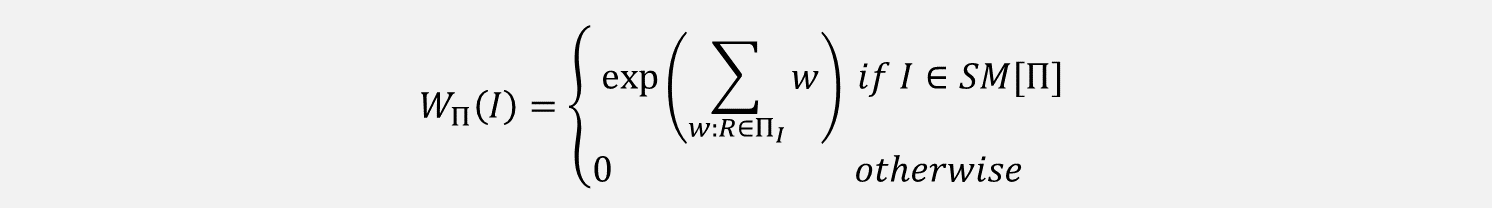 W_Π(I) = { exp( ∑_{w:R∈Π_I} w ) if I ∈ SM[Π]
0 otherwise